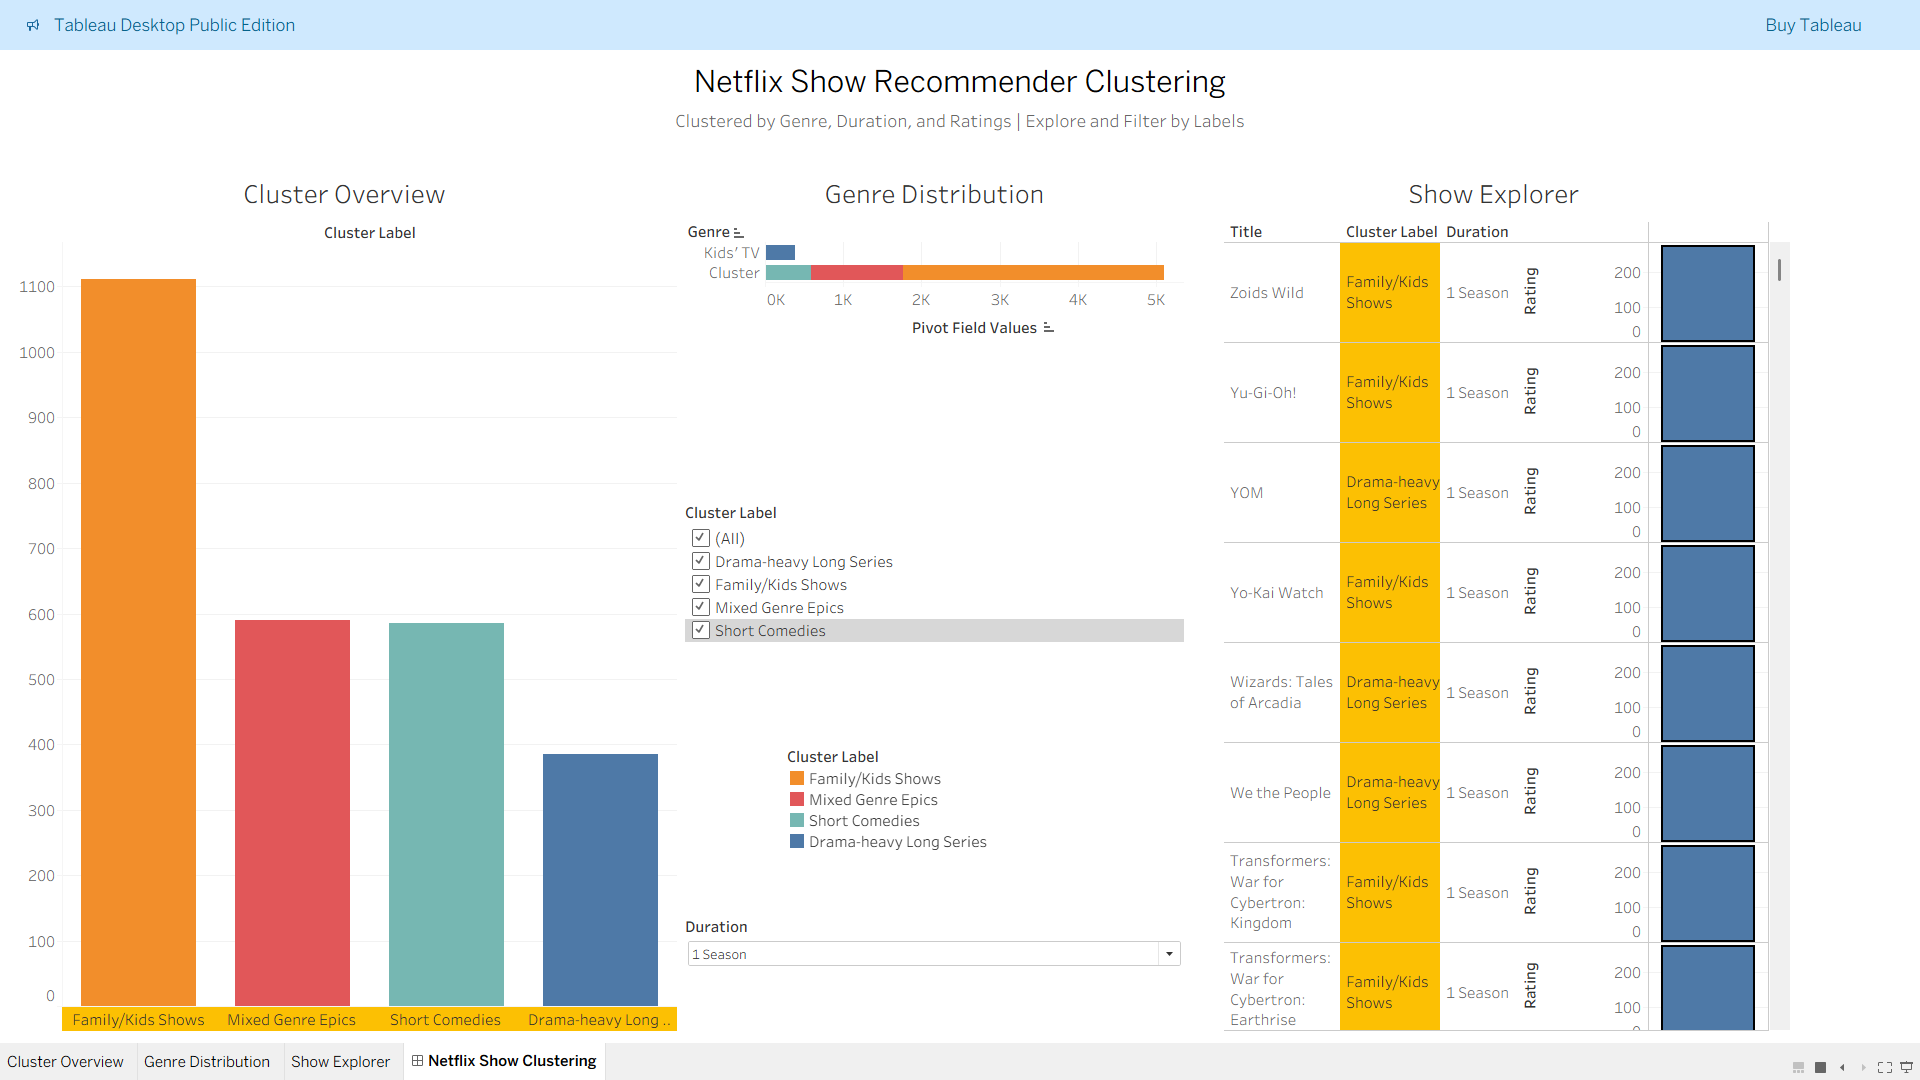 Tableau Desktop Public Edition
Buy Tableau
Netflix Show Recommender Clustering
Clustered by Genre, Duration, and Ratings | Explore and Filter by Labels
Cluster Overview
Cluster Label
1100
1000
900
800
700
600
500
400
300
200
100
0
Family/Kids Shows
Mixed Genre Epics
Short Comedies
Drama-heavy Long ..
Genre Distribution
Genre
Kids' TV
Cluster
0K
1K
2K
3K
4K
5K
Pivot Field Values
Cluster Label
(All)
Drama-heavy Long Series
Family/Kids Shows
Mixed Genre Epics
Short Comedies
Cluster Label
Family/Kids Shows
Mixed Genre Epics
Short Comedies
Drama-heavy Long Series
Duration
1 Season
Show Explorer
Title
Cluster Label
Duration
Zoids Wild
Family/Kids
Shows
1 Season
Rating
200
100
0
Yu-Gi-Oh!
Family/Kids
Shows
1 Season
Rating
200
100
0
YOM
Drama-heavy
Long Series
1 Season
Rating
200
100
0
Yo-Kai Watch
Family/Kids
Shows
1 Season
Rating
200
100
0
Wizards: Tales
of Arcadia
Drama-heavy
Long Series
1 Season
Rating
200
100
0
We the People
Drama-heavy
Long Series
1 Season
Rating
200
100
0
Transformers:
War for
Cybertron:
Kingdom
Family/Kids
Shows
1 Season
Rating
200
100
0
Transformers:
War for
Cybertron:
Earthrise
Family/Kids
Shows
1 Season
Rating
200
100
0
Cluster Overview
Genre Distribution
Show Explorer
Netflix Show Clustering